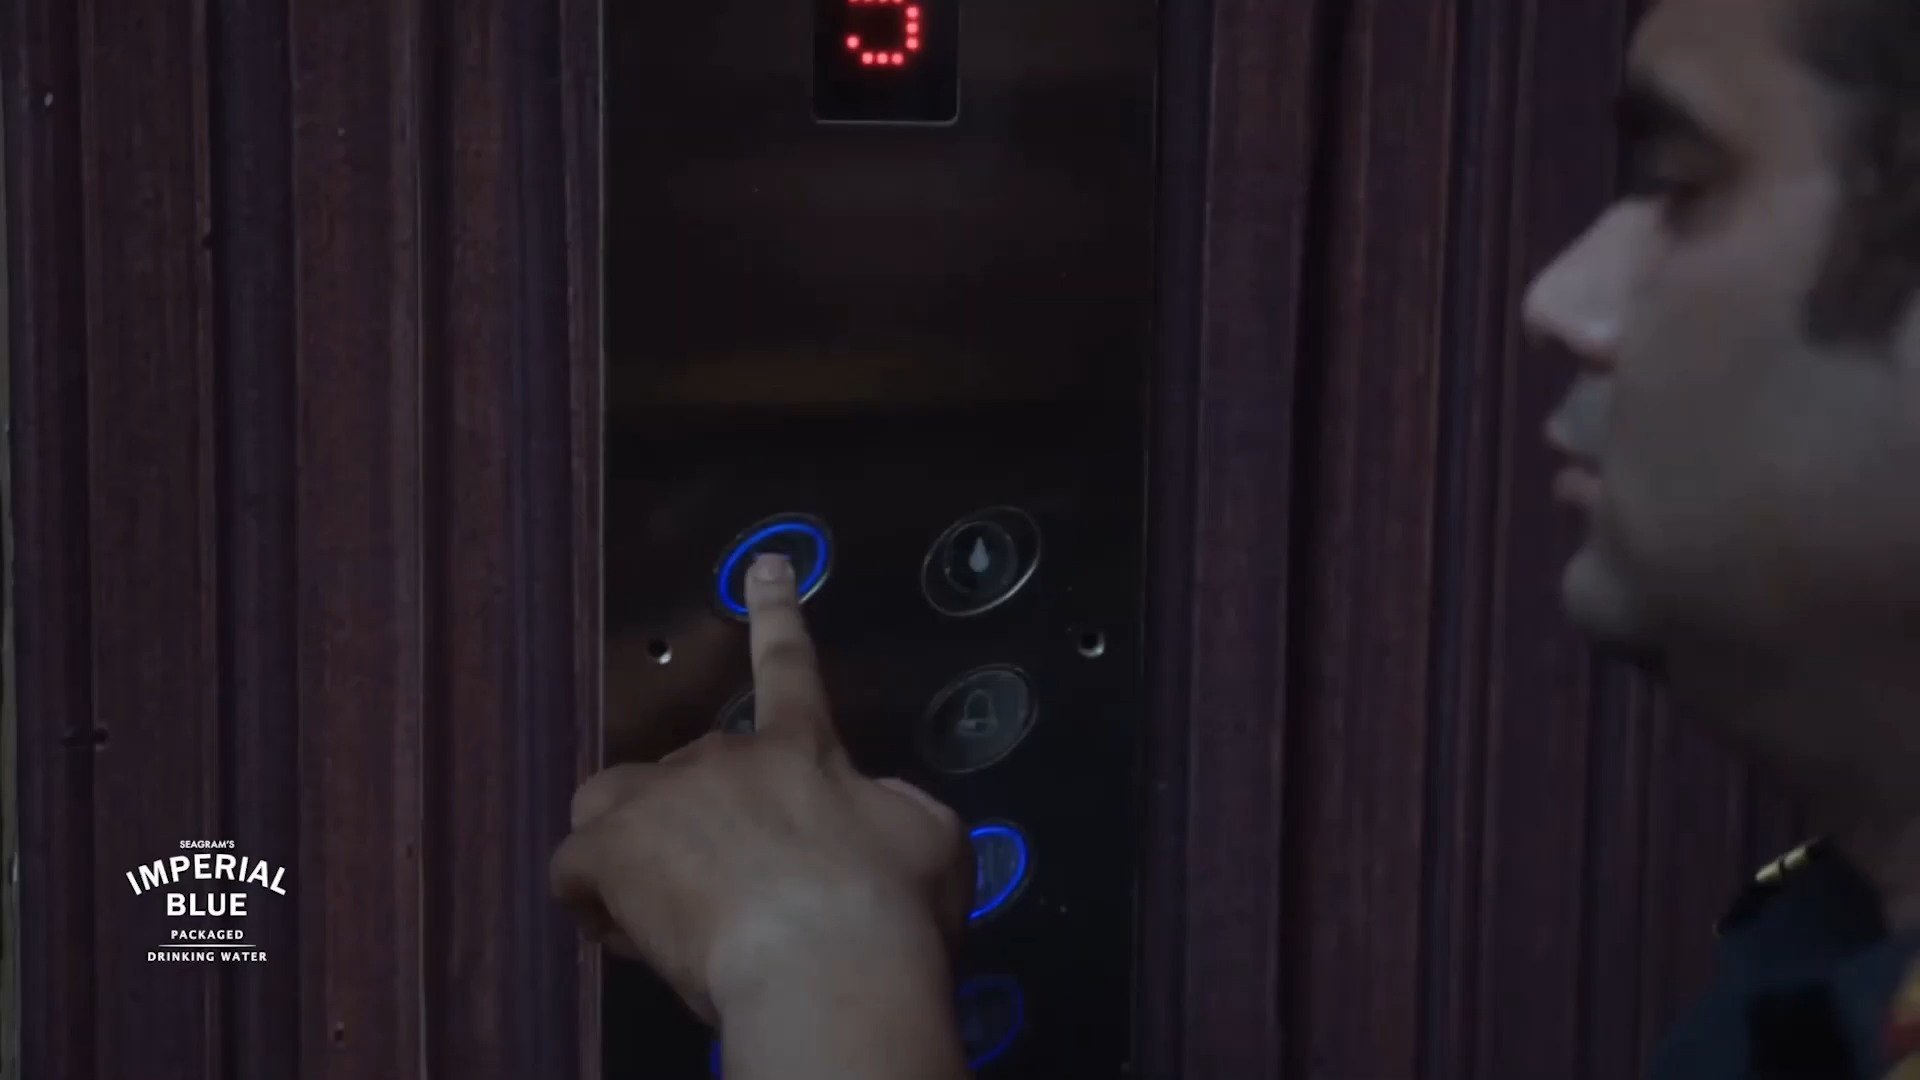 SEAGRAM'S
IMPERIAL
BLUE
PACKAGED
DRINKING WATER